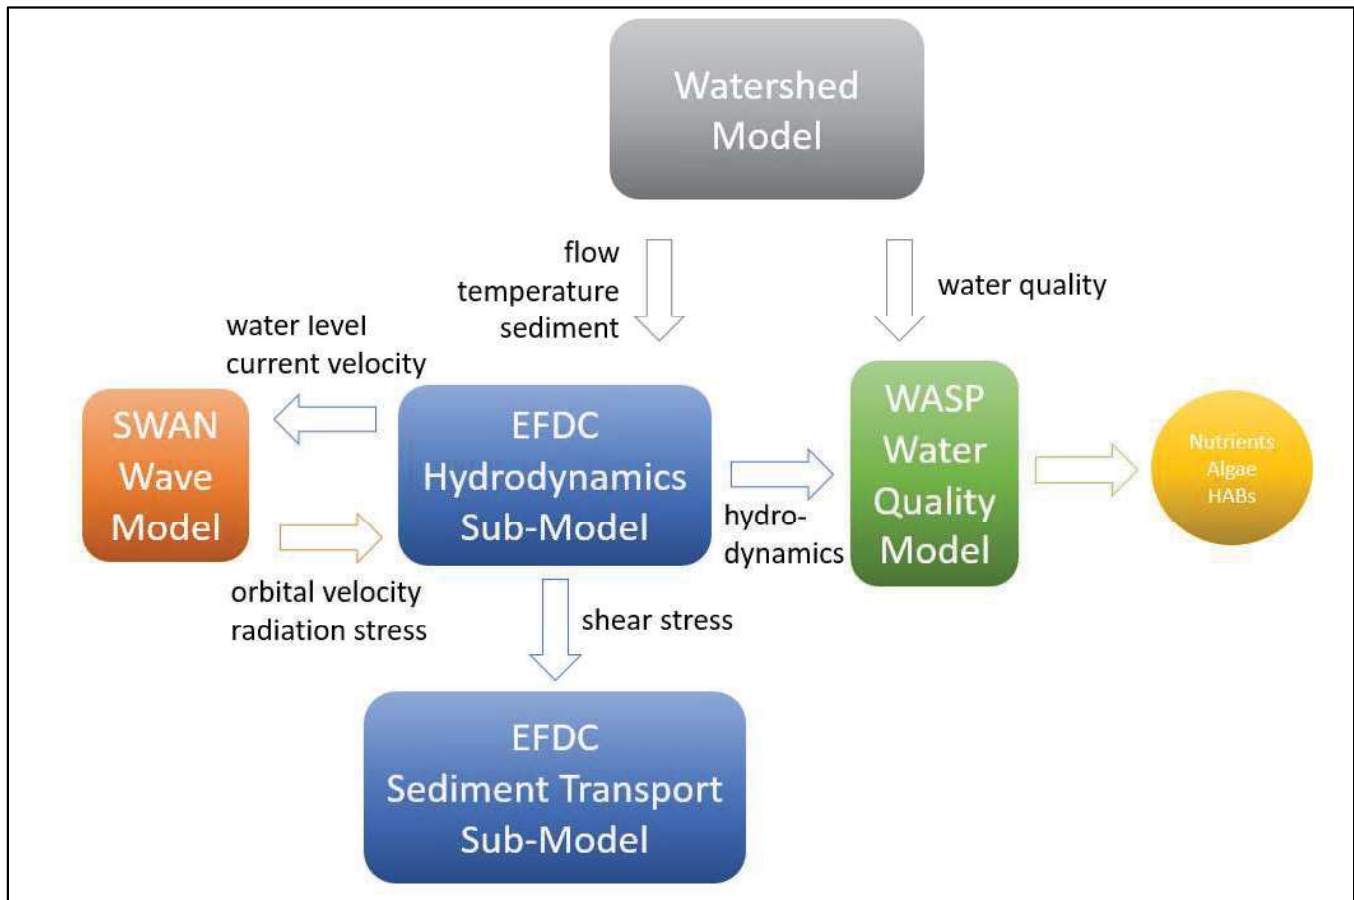 Watershed
Model
flow
temperature
sediment
water quality
water level
current velocity
SWAN
Wave
Model
EFDC
Hydrodynamics
Sub-Model
WASP
Water
Quality
Model
Nutrients
Algae
HABs
hydro-
dynamics
orbital velocity
radiation stress
shear stress
EFDC
Sediment Transport
Sub-Model